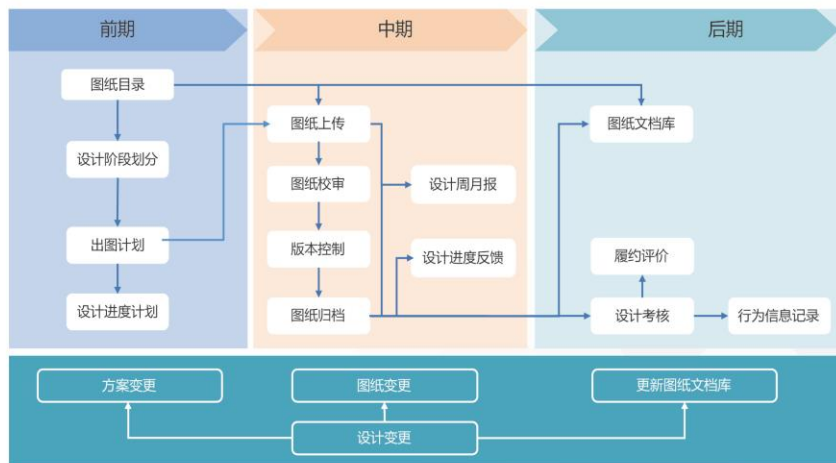 前期
中期
后期
图纸目录
图纸上传
图纸文档库
设计阶段划分
图纸校审
设计周月报
出图计划
版本控制
设计进度反馈
履约评价
设计进度计划
图纸归档
设计考核
行为信息记录
方案变更
图纸变更
更新图纸文档库
设计变更